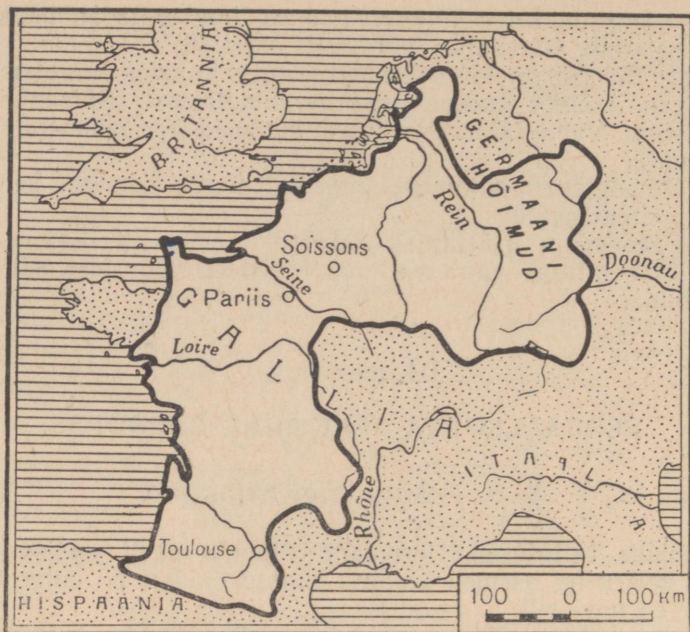 BRITANNIA
GERMAANI
HÕIMUD
Rein
Soissons
Seine
Doonau
Pariis
GALLIA
Loire
ITAALIA
Rhône
Toulouse
HISPAANIA
100 0 100 KM